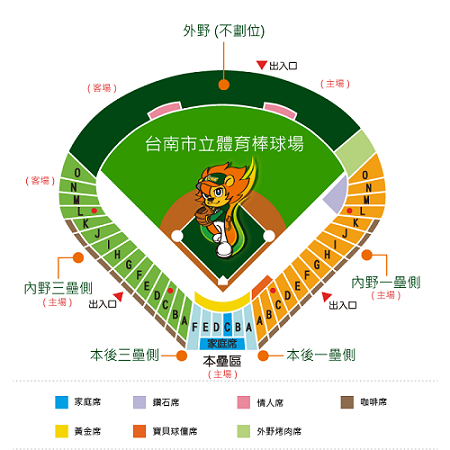 外野 (不劃位)
出入口
(客場)
(主場)
台南市立體育棒球場
(客場)
O
N
M
L
K
J
I
H
G
F
E
D
C
B
A
O
N
M
L
K
J
I
H
G
F
E
D
C
B
A
F E D C B A
家庭席
內野三壘側
(主場)
出入口
內野一壘側
(主場)
出入口
本後三壘側
本壘區
(主場)
本後一壘側
家庭席
鑽石席
情人席
咖啡席
黃金席
寶貝球僮席
外野烤肉席